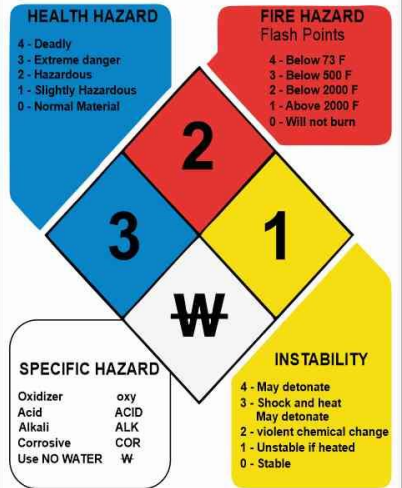 HEALTH HAZARD
4 - Deadly
3 - Extreme danger
2 - Hazardous
1 - Slightly Hazardous
0 - Normal Material
FIRE HAZARD
Flash Points
4 - Below 73 F
3 - Below 500 F
2 - Below 2000 F
1 - Above 2000 F
0 - Will not burn
2
3
1
W
SPECIFIC HAZARD
Oxidizer oxy
Acid ACID
Alkali ALK
Corrosive COR
Use NO WATER W
INSTABILITY
4 - May detonate
3 - Shock and heat
May detonate
2 - violent chemical change
1 - Unstable if heated
0 - Stable